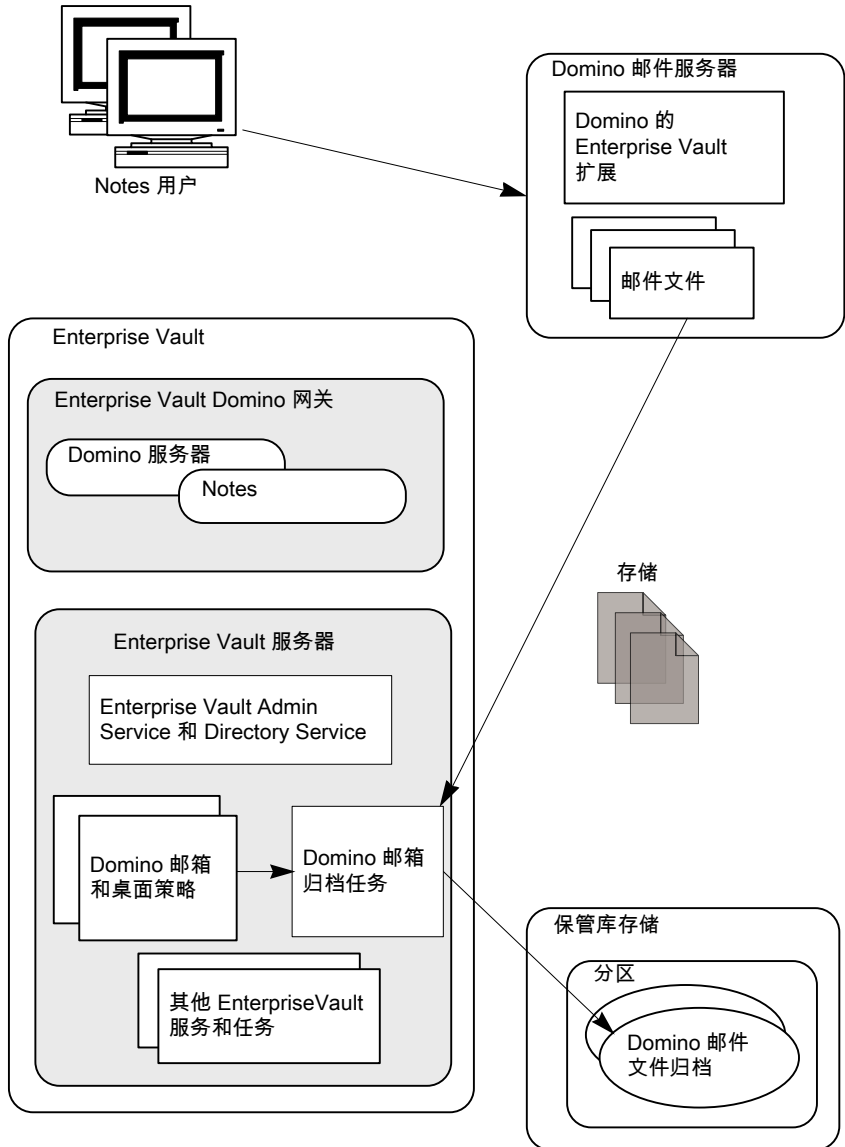 Notes 用户
Domino 邮件服务器
Domino 的
Enterprise Vault
扩展
邮件文件
Enterprise Vault
Enterprise Vault Domino 网关
Domino 服务器
Notes
存储
Enterprise Vault 服务器
Enterprise Vault Admin
Service 和 Directory Service
Domino 邮箱
和桌面策略
Domino 邮箱
归档任务
其他 EnterpriseVault
服务和任务
保管库存储
分区
Domino 邮件
文件归档